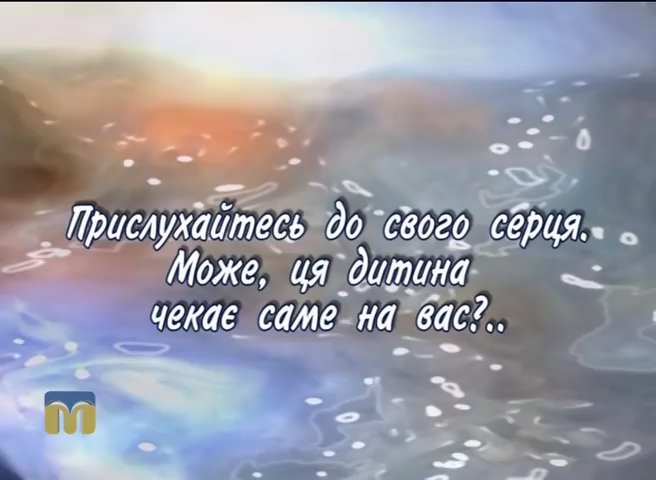 Прислухайтесь до свого серця.
Може, ця дитина
чекає саме на вас?..
М